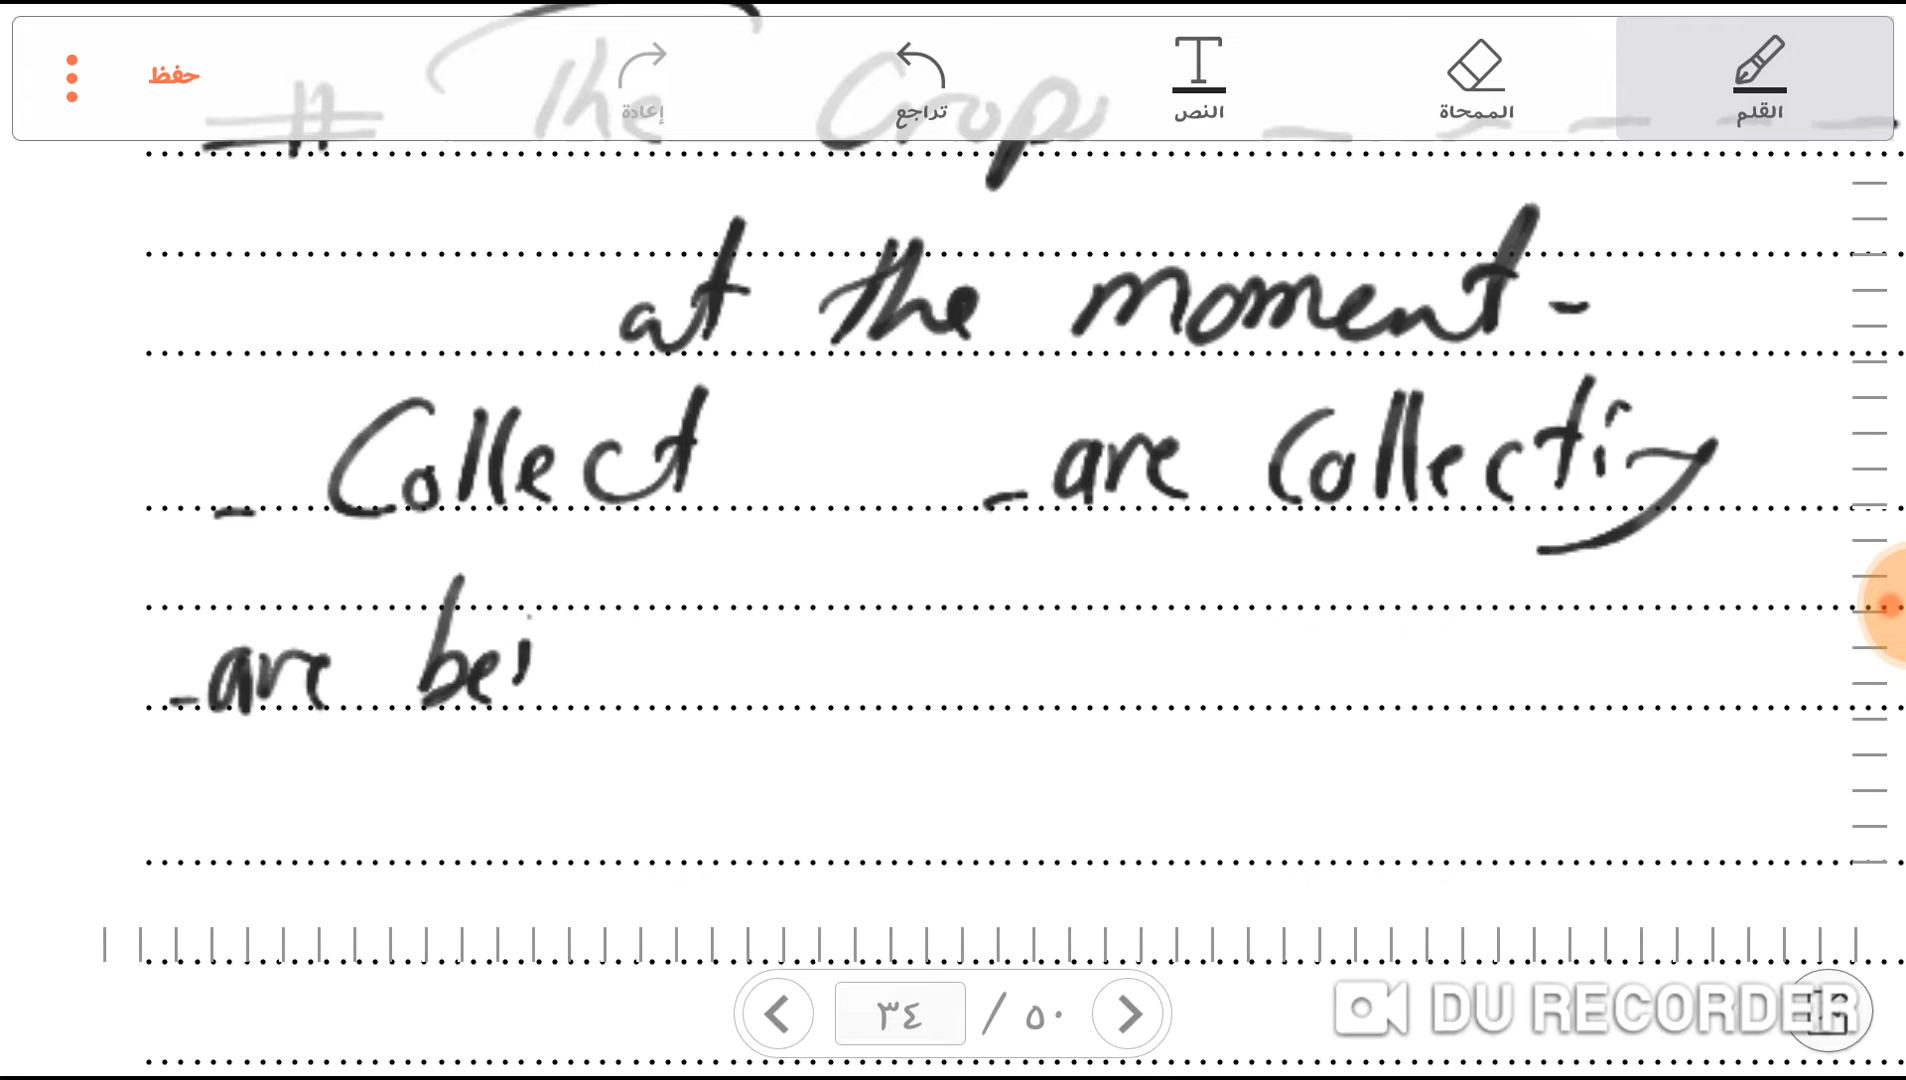 حفظ إعادة تراجع النص الممحاة القلم
# The Crops - - - - -
at the moment -
- Collect - are Collecting
- are bei
٣٤ / ٥٠
DU RECORDER